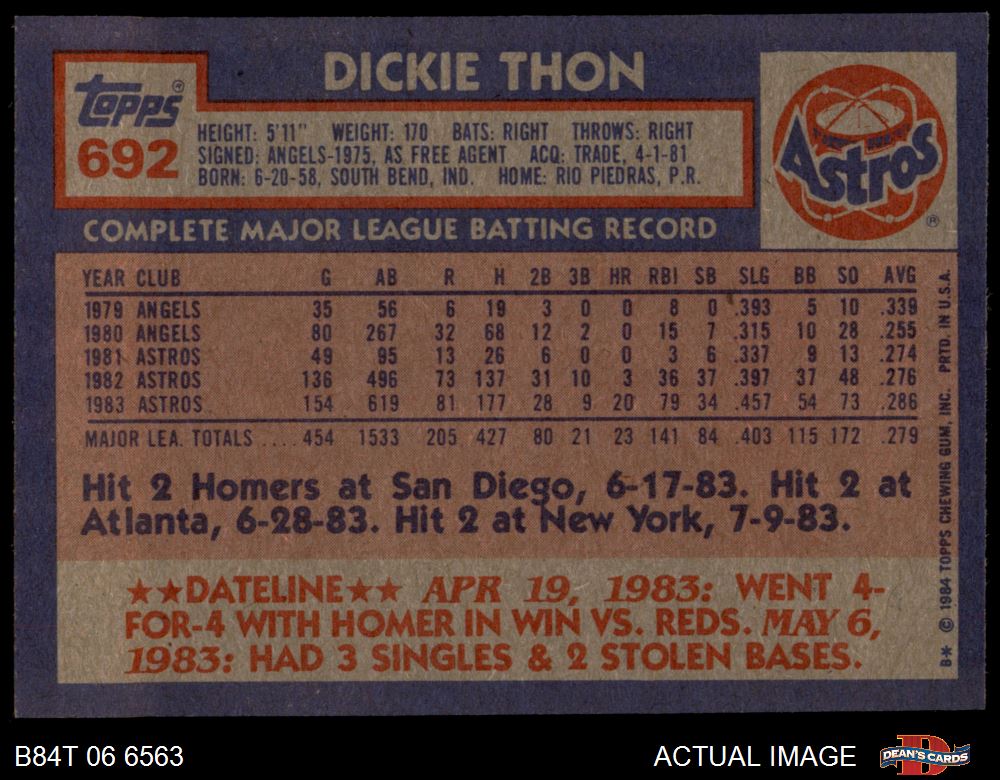 DICKIE THON
Topps®
692
HEIGHT: 5'11" WEIGHT: 170 BATS: RIGHT THROWS: RIGHT
SIGNED: ANGELS-1975, AS FREE AGENT ACQ: TRADE, 4-1-81
BORN: 6-20-58, SOUTH BEND, IND. HOME: RIO PIEDRAS, P.R.
Astros
®
COMPLETE MAJOR LEAGUE BATTING RECORD
YEAR CLUB G AB R H 2B 3B HR RBI SB SLG BB SO AVG
1979 ANGELS 35 56 6 19 3 0 0 8 0 .393 5 10 .339
1980 ANGELS 80 267 32 68 12 2 0 15 7 .315 10 28 .255
1981 ASTROS 49 95 13 26 6 0 0 3 6 .337 9 13 .274
1982 ASTROS 136 496 73 137 31 10 3 36 37 .397 37 48 .276
1983 ASTROS 154 619 81 177 28 9 20 79 34 .457 54 73 .286
MAJOR LEA. TOTALS .... 454 1533 205 427 80 21 23 141 84 .403 115 172 .279
Hit 2 Homers at San Diego, 6-17-83. Hit 2 at
Atlanta, 6-28-83. Hit 2 at New York, 7-9-83.
★★DATELINE★★ APR 19, 1983: WENT 4-
FOR-4 WITH HOMER IN WIN VS. REDS. MAY 6,
1983: HAD 3 SINGLES & 2 STOLEN BASES.
B* © 1984 TOPPS CHEWING GUM, INC. PRTD. IN U.S.A.
B84T 06 6563
ACTUAL IMAGE
DEAN'S CARDS